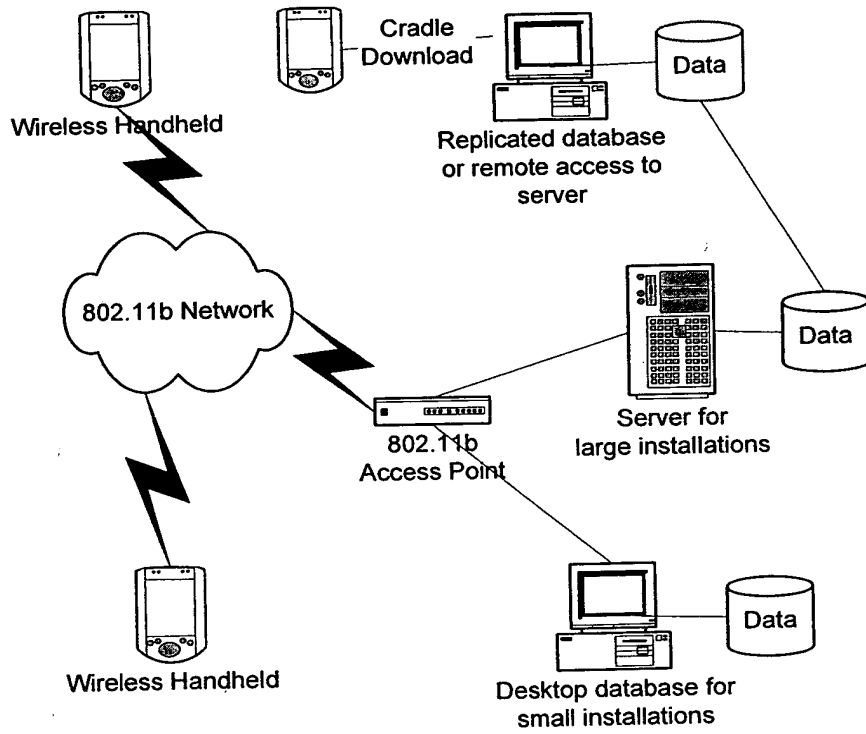 Cradle
Download
Data
Wireless Handheld
Replicated database
or remote access to
server
802.11b Network
Data
Server for
large installations
802.11b
Access Point
Data
Wireless Handheld
Desktop database for
small installations